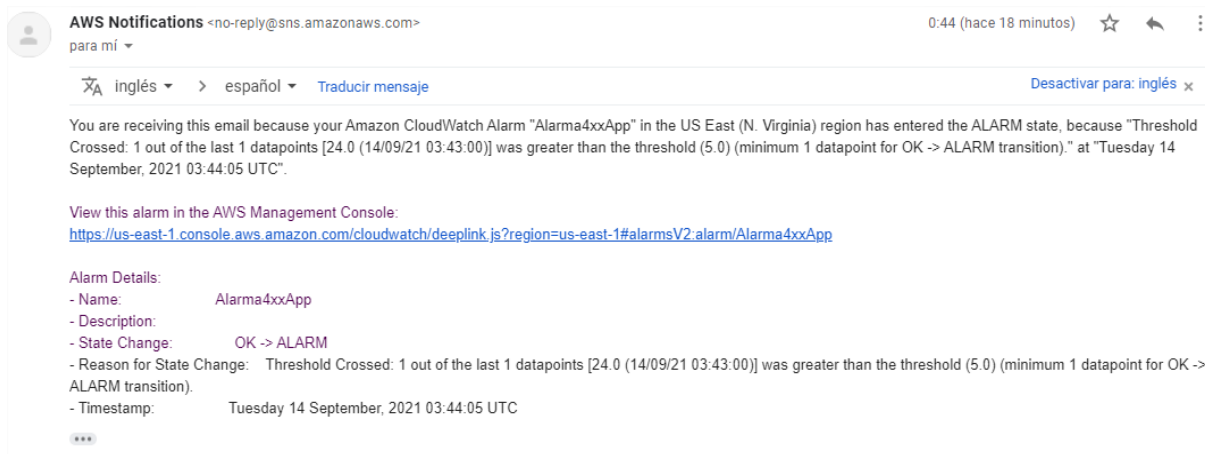 AWS Notifications <no-reply@sns.amazonaws.com> 0:44 (hace 18 minutos)
para mí
inglés > español Traducir mensaje Desactivar para: inglés x
You are receiving this email because your Amazon CloudWatch Alarm "Alarma4xxApp" in the US East (N. Virginia) region has entered the ALARM state, because "Threshold
Crossed: 1 out of the last 1 datapoints [24.0 (14/09/21 03:43:00)] was greater than the threshold (5.0) (minimum 1 datapoint for OK -> ALARM transition)." at "Tuesday 14
September, 2021 03:44:05 UTC".
View this alarm in the AWS Management Console:
https://us-east-1.console.aws.amazon.com/cloudwatch/deeplink.js?region=us-east-1#alarmsV2:alarm/Alarma4xxApp
Alarm Details:
- Name: Alarma4xxApp
- Description:
- State Change: OK -> ALARM
- Reason for State Change: Threshold Crossed: 1 out of the last 1 datapoints [24.0 (14/09/21 03:43:00)] was greater than the threshold (5.0) (minimum 1 datapoint for OK ->
ALARM transition).
- Timestamp: Tuesday 14 September, 2021 03:44:05 UTC